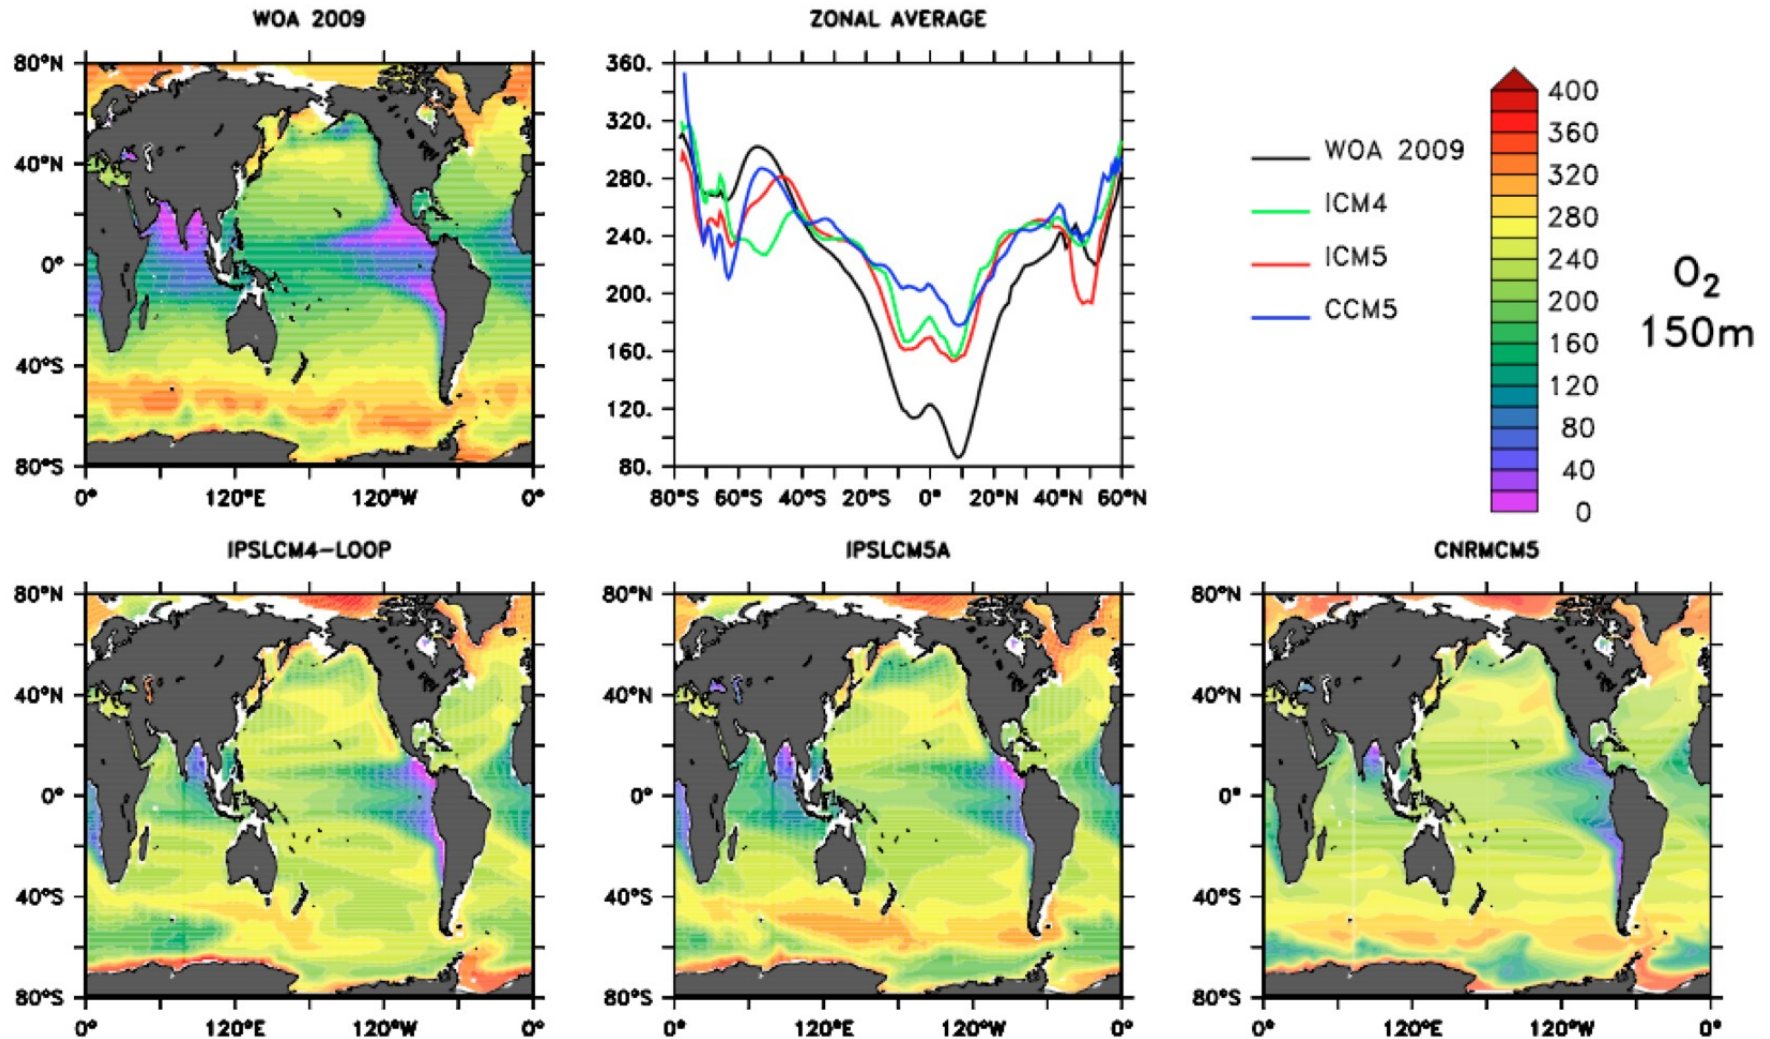 WOA 2009
80°N
40°N
0°
40°S
80°S
0°
120°E
120°W
0°
ZONAL AVERAGE
360.
320.
280.
240.
200.
160.
120.
80.
80°S 60°S 40°S 20°S 0° 20°N 40°N 60°N
WOA 2009
ICM4
ICM5
CCM5
400
360
320
280
240
200
160
120
80
40
0
O2
150m
IPSLCM4-LOOP
80°N
40°N
0°
40°S
80°S
0°
120°E
120°W
0°
IPSLCM5A
80°N
40°N
0°
40°S
80°S
0°
120°E
120°W
0°
CNRMCM5
80°N
40°N
0°
40°S
80°S
0°
120°E
120°W
0°